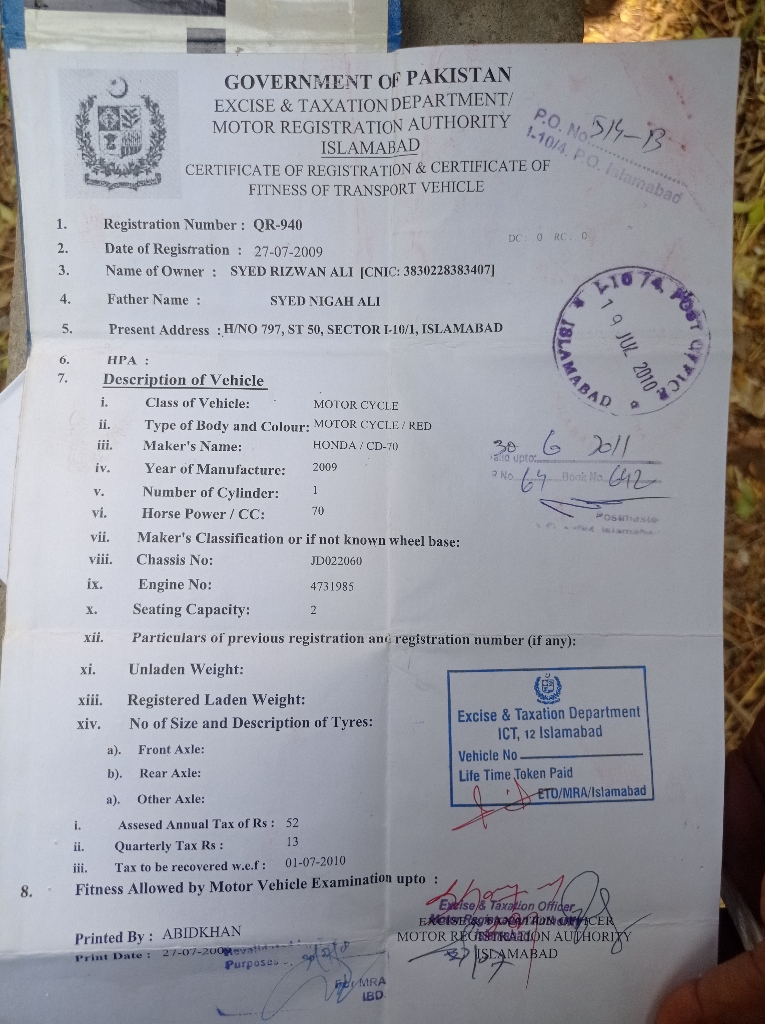 GOVERNMENT OF PAKISTAN
EXCISE & TAXATION DEPARTMENT/
MOTOR REGISTRATION AUTHORITY
ISLAMABAD
CERTIFICATE OF REGISTRATION & CERTIFICATE OF
FITNESS OF TRANSPORT VEHICLE
P.O. No 514-B
I-10/4, P.O. Islamabad
1. Registration Number : QR-940
DC: 0 RC: 0
2. Date of Registration : 27-07-2009
3. Name of Owner : SYED RIZWAN ALI [CNIC: 3830228383407]
4. Father Name : SYED NIGAH ALI
5. Present Address : H/NO 797, ST 50, SECTOR I-10/1, ISLAMABAD
POST OFFICE
ISLAMABAD
19 JUL 2010
6. HPA :
7. Description of Vehicle
i. Class of Vehicle: MOTOR CYCLE
ii. Type of Body and Colour: MOTOR CYCLE / RED
iii. Maker's Name: HONDA / CD-70
30 6 2011
iv. Year of Manufacture: 2009
No. 64 Book No. 642
v. Number of Cylinder: 1
vi. Horse Power / CC: 70
Postmaster
vii. Maker's Classification or if not known wheel base:
viii. Chassis No: JD022060
ix. Engine No: 4731985
x. Seating Capacity: 2
xii. Particulars of previous registration and registration number (if any):
xi. Unladen Weight:
xiii. Registered Laden Weight:
xiv. No of Size and Description of Tyres:
a). Front Axle:
b). Rear Axle:
a). Other Axle:
Excise & Taxation Department
ICT, 12 Islamabad
Vehicle No
Life Time Token Paid
ETO/MRA/Islamabad
i. Assesed Annual Tax of Rs : 52
ii. Quarterly Tax Rs : 13
iii. Tax to be recovered w.e.f : 01-07-2010
8. Fitness Allowed by Motor Vehicle Examination upto :
Excise & Taxation Officer
Printed By : ABIDKHAN
MOTOR REGISTRATION AUTHORITY
ISLAMABAD
Print Date : 27-07-2009
Purposes
MRA
IBD